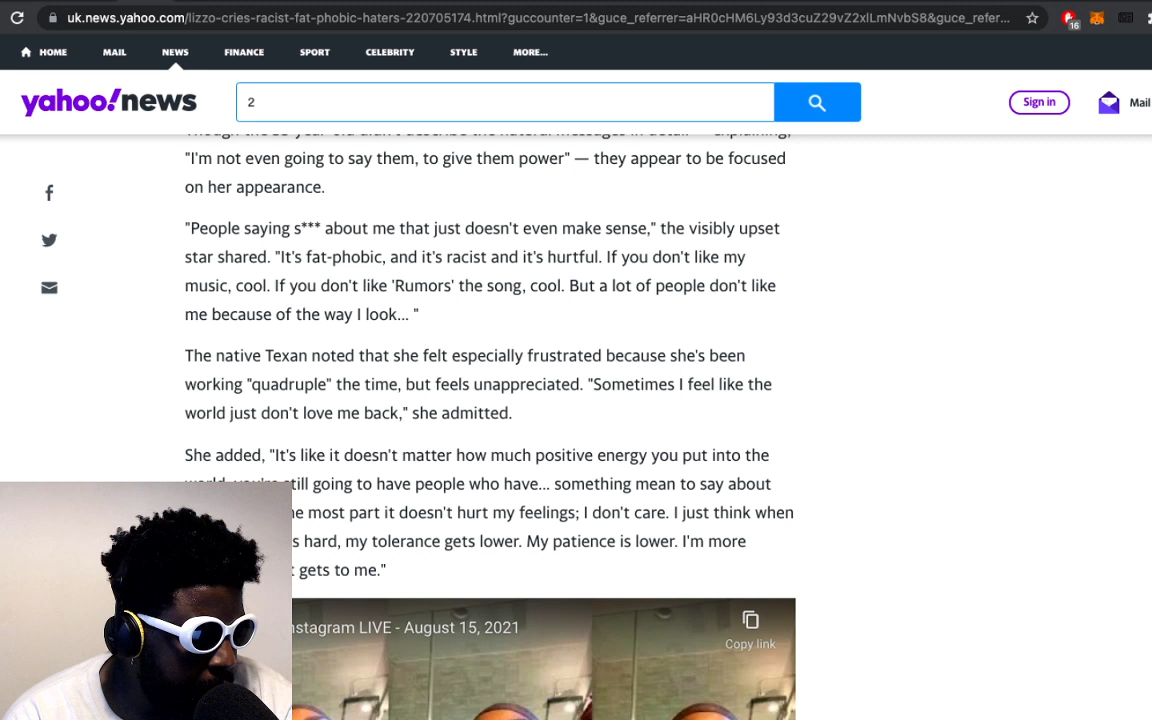 uk.news.yahoo.com/lizzo-cries-racist-fat-phobic-haters-220705174.html?guccounter=1&guce_referrer=aHR0cHM6Ly93d3cuZ29vZ2xlLmNvbS8&guce_refer...
16
HOME MAIL NEWS FINANCE SPORT CELEBRITY STYLE MORE...
yahoo!news
2
Sign in
Mail
"I'm not even going to say them, to give them power" — they appear to be focused
on her appearance.
"People saying s*** about me that just doesn't even make sense," the visibly upset
star shared. "It's fat-phobic, and it's racist and it's hurtful. If you don't like my
music, cool. If you don't like 'Rumors' the song, cool. But a lot of people don't like
me because of the way I look... "
The native Texan noted that she felt especially frustrated because she's been
working "quadruple" the time, but feels unappreciated. "Sometimes I feel like the
world just don't love me back," she admitted.
She added, "It's like it doesn't matter how much positive energy you put into the
still going to have people who have... something mean to say about
most part it doesn't hurt my feelings; I don't care. I just think when
hard, my tolerance gets lower. My patience is lower. I'm more
gets to me."
LIVE - August 15, 2021
Copy link